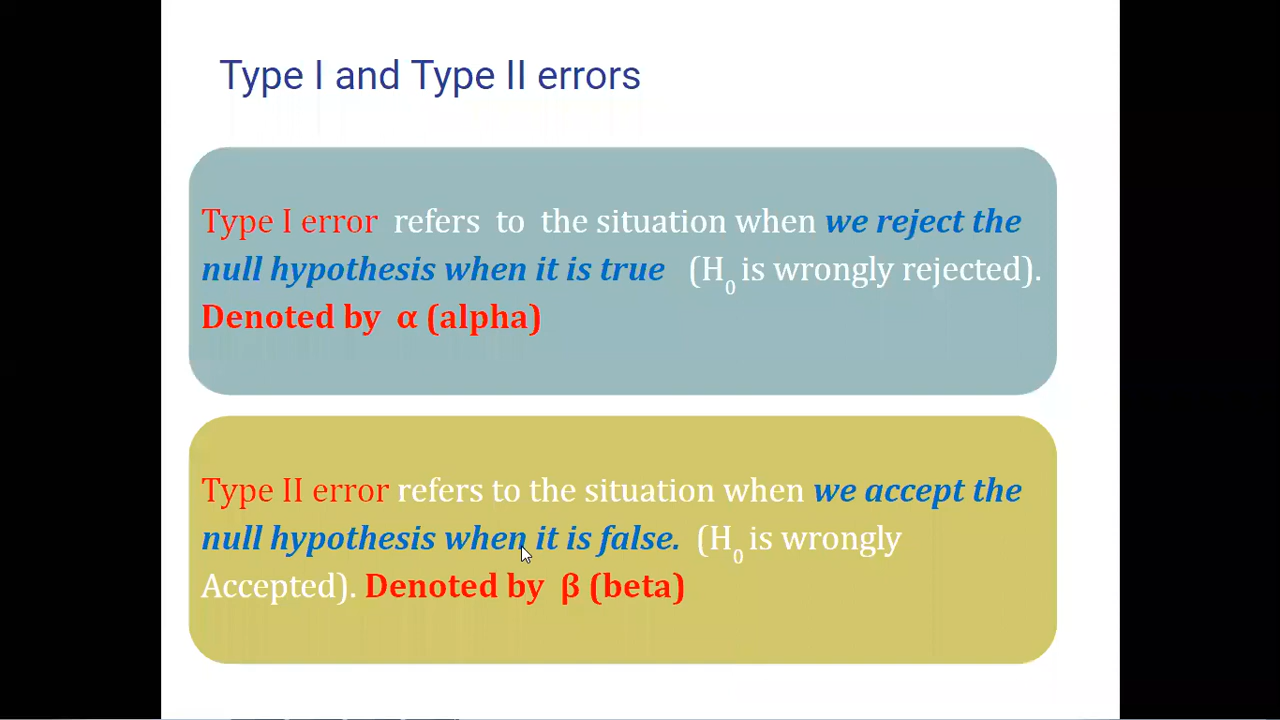 Type I and Type II errors
Type I error refers to the situation when we reject the
null hypothesis when it is true (H0 is wrongly rejected).
Denoted by α (alpha)
Type II error refers to the situation when we accept the
null hypothesis when it is false. (H0 is wrongly
Accepted). Denoted by β (beta)